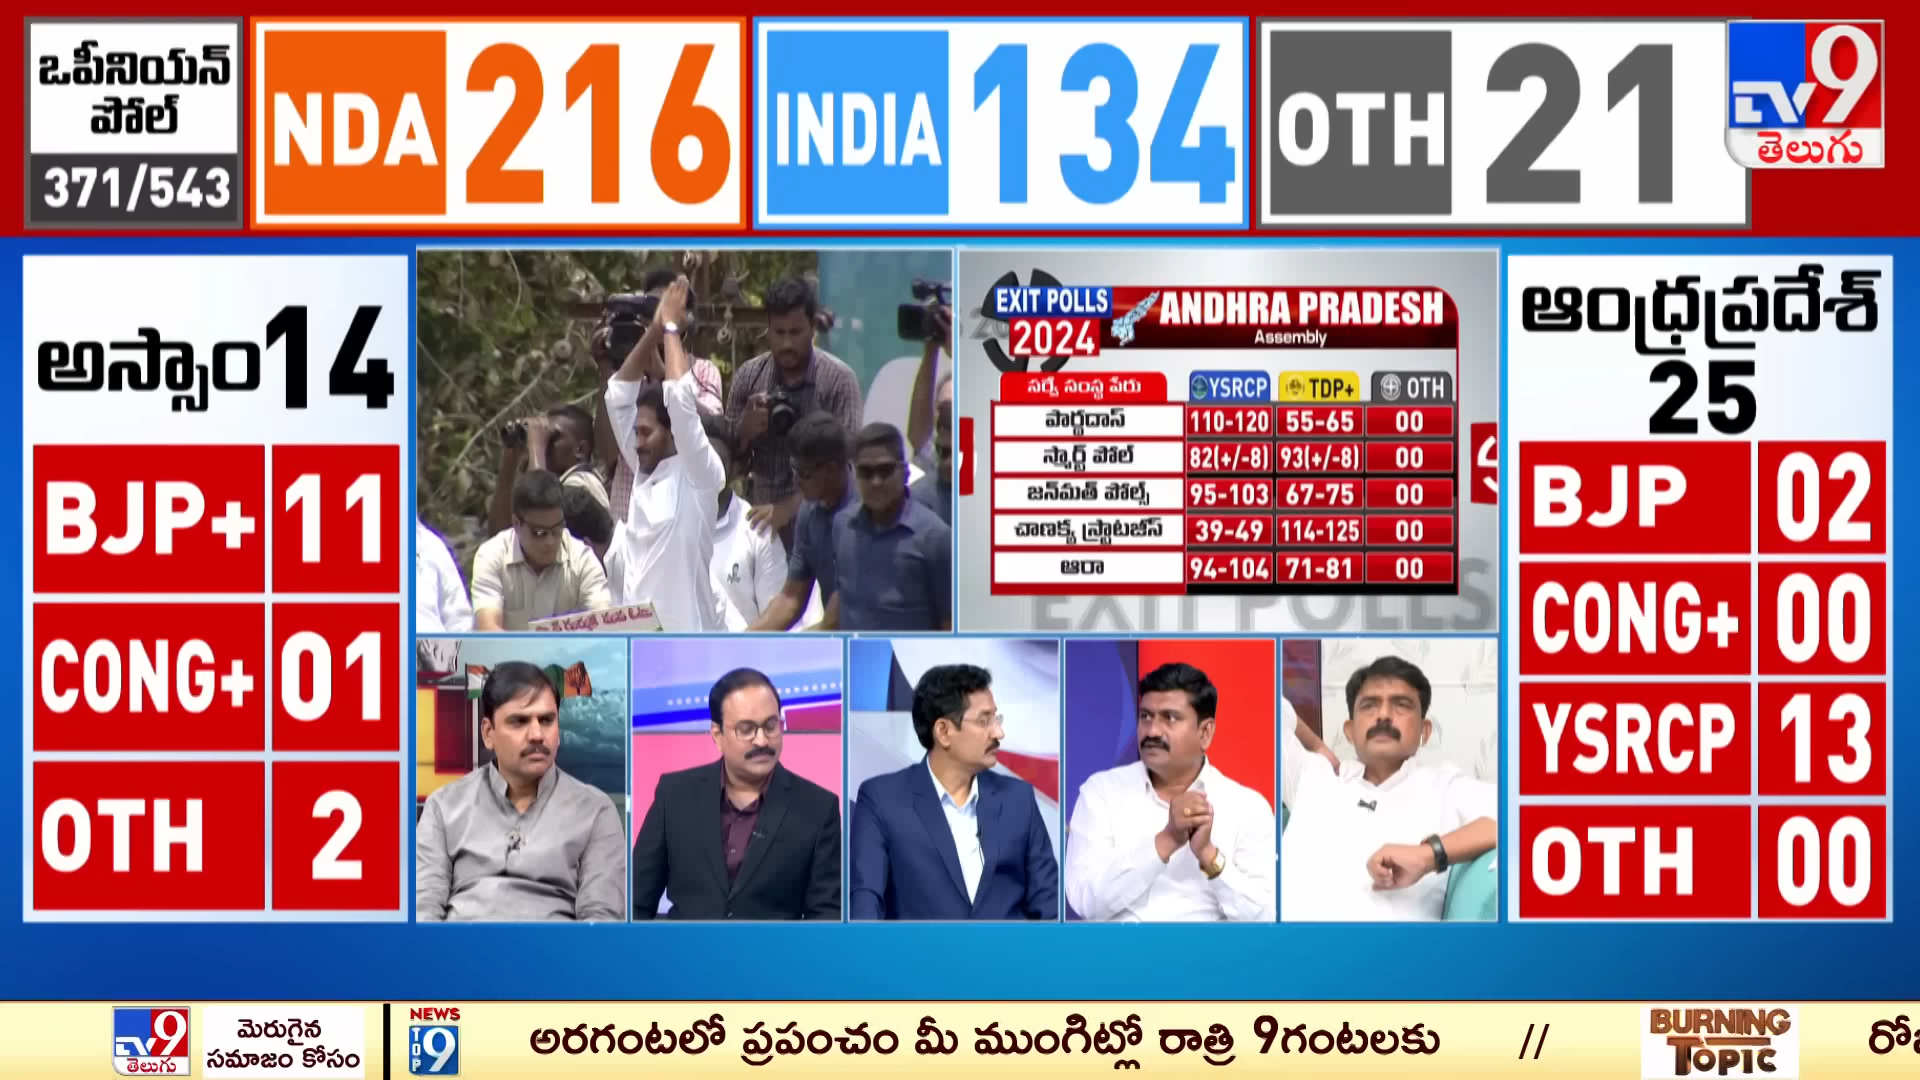 ఒపీనియన్
పోల్
371/543
NDA 216
INDIA 134
OTH 21
TV9
తెలుగు
అస్సాం 14
BJP+ 11
CONG+ 01
OTH 2
EXIT POLLS
2024
ANDHRA PRADESH
Assembly
సర్వే సంస్థ పేరు YSRCP TDP+ OTH
పార్థదాస్ 110-120 55-65 00
స్మార్ట్ పోల్ 82(+/-8) 93(+/-8) 00
జన్‌మత్ పోల్స్ 95-103 67-75 00
చాణక్య స్ట్రాటజీస్ 39-49 114-125 00
ఆరా 94-104 71-81 00
EXIT POLLS
ఆంధ్రప్రదేశ్
25
BJP 02
CONG+ 00
YSRCP 13
OTH 00
TV9
తెలుగు
మెరుగైన
సమాజం కోసం
NEWS
TOP 9
అరగంటలో ప్రపంచం మీ ముంగిట్లో రాత్రి 9గంటలకు //
BURNING
TOPIC